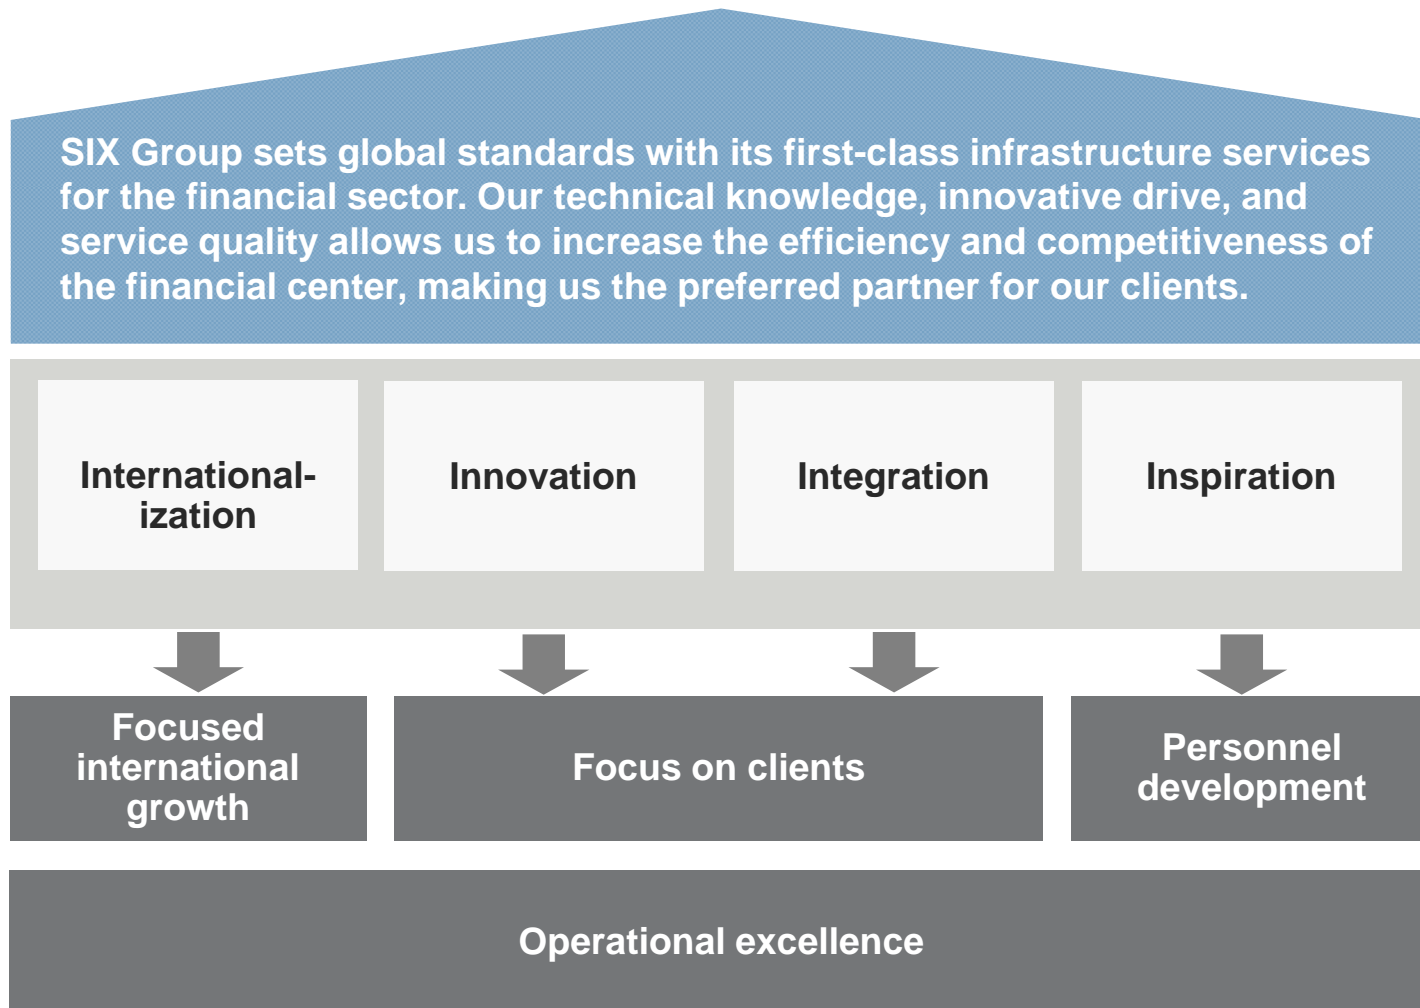 SIX Group sets global standards with its first-class infrastructure services
for the financial sector. Our technical knowledge, innovative drive, and
service quality allows us to increase the efficiency and competitiveness of
the financial center, making us the preferred partner for our clients.
International-
ization
Innovation
Integration
Inspiration
Focused
international
growth
Focus on clients
Personnel
development
Operational excellence